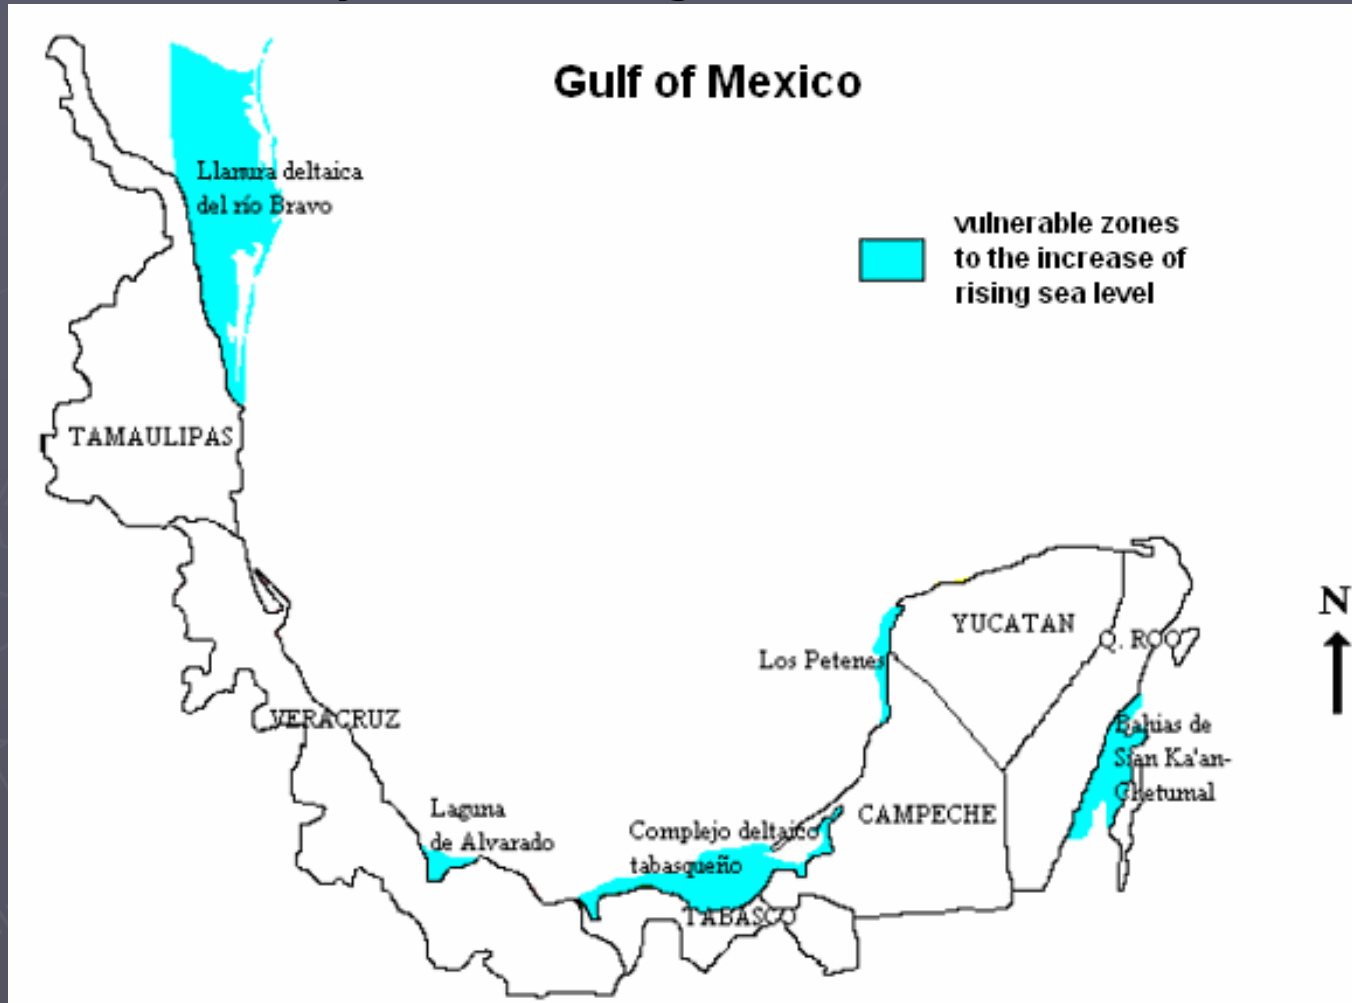 Gulf of Mexico
Llanura deltaica
del río Bravo
vulnerable zones
to the increase of
rising sea level
TAMAULIPAS
N
YUCATAN
Q. ROO
Los Petenes
VERACRUZ
Bahias de
Sian Ka'an-
Chetumal
Laguna
de Alvarado
Complejo deltaico
tabasqueño
CAMPECHE
TABASCO